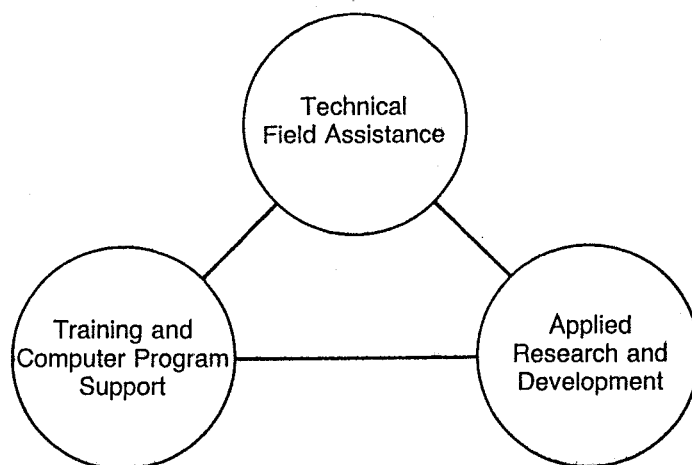 Technical
Field Assistance
Training and
Computer Program
Support
Applied
Research and
Development